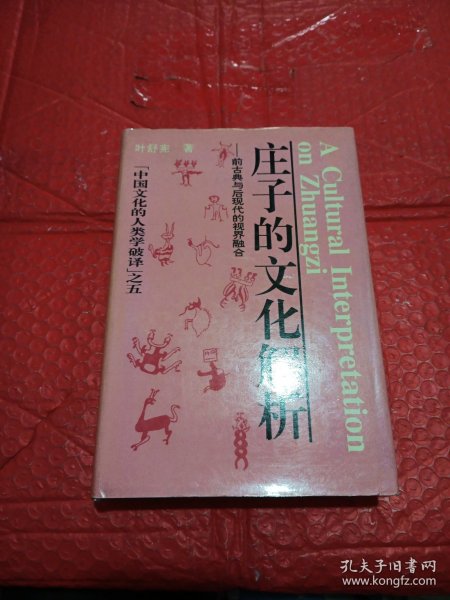 叶舒宪 著
A Cultural Interpretation
on Zhuangzi
庄子的文化解析
——前古典与后现代的视界融合
「中国文化的人类学破译」之五
孔夫子旧书网
www.kongfz.com